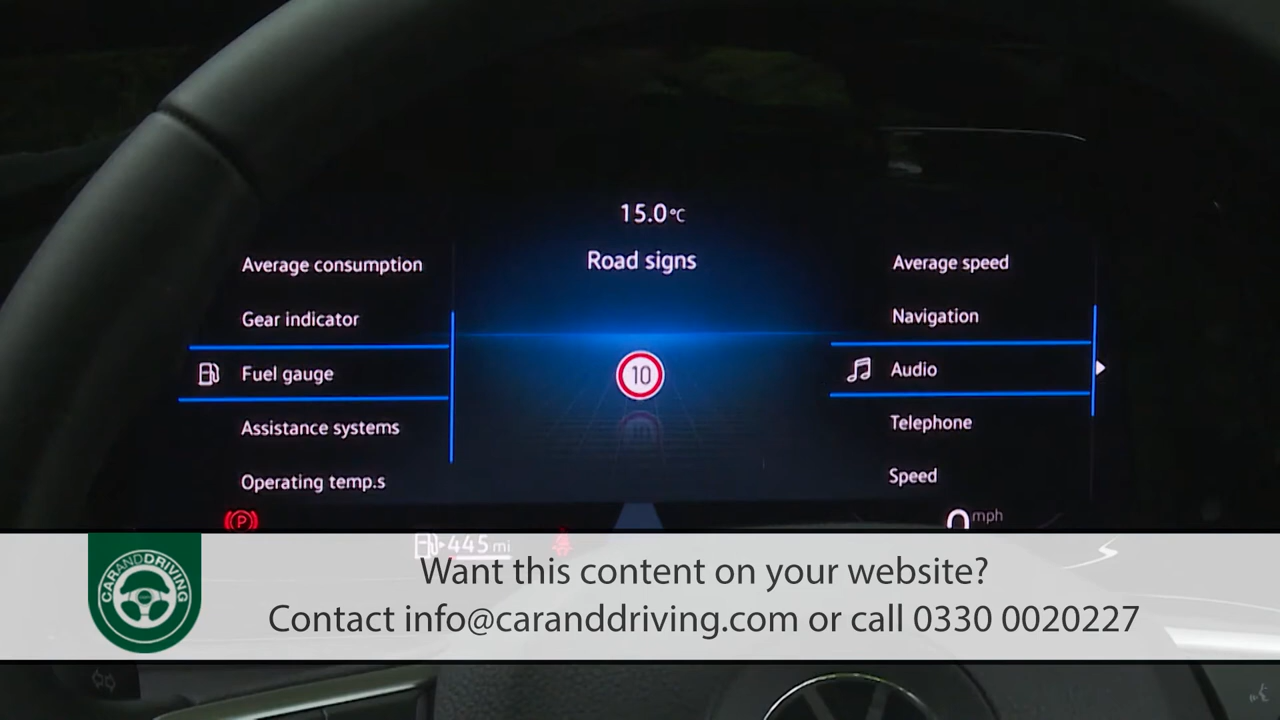 15.0°C
Road signs
Average consumption
Gear indicator
Fuel gauge
Assistance systems
Operating temp.s
10
Average speed
Navigation
Audio
Telephone
Speed
P
0 mph
445 mi
CARANDDRIVING
Want this content on your website?
Contact info@caranddriving.com or call 0330 0020227